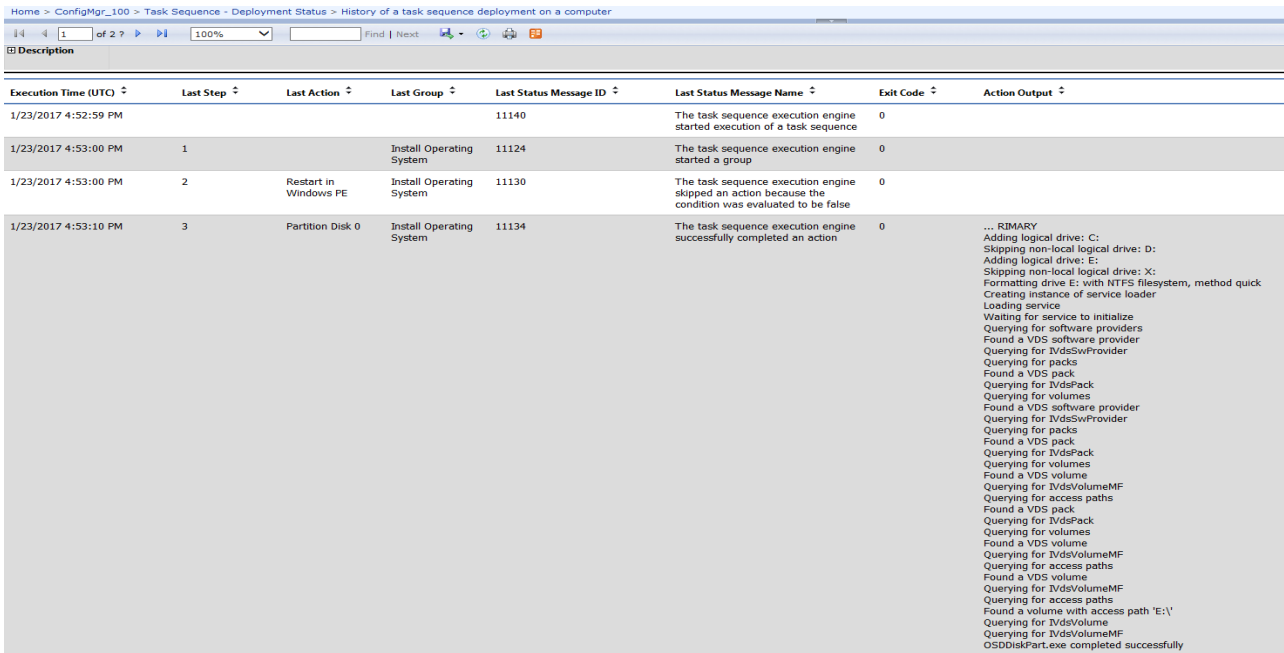 Home > ConfigMgr_100 > Task Sequence - Deployment Status > History of a task sequence deployment on a computer
1 of 2 ? 100% Find | Next
Description
Execution Time (UTC) Last Step Last Action Last Group Last Status Message ID Last Status Message Name Exit Code Action Output
1/23/2017 4:52:59 PM 11140 The task sequence execution engine 0
started execution of a task sequence
1/23/2017 4:53:00 PM 1 Install Operating 11124 The task sequence execution engine 0
System started a group
1/23/2017 4:53:00 PM 2 Restart in Install Operating 11130 The task sequence execution engine 0
Windows PE System skipped an action because the
condition was evaluated to be false
1/23/2017 4:53:10 PM 3 Partition Disk 0 Install Operating 11134 The task sequence execution engine 0 ... RIMARY
System successfully completed an action Adding logical drive: C:
Skipping non-local logical drive: D:
Adding logical drive: E:
Skipping non-local logical drive: X:
Formatting drive E: with NTFS filesystem, method quick
Creating instance of service loader
Loading service
Waiting for service to initialize
Querying for software providers
Found a VDS software provider
Querying for IVdsSwProvider
Querying for packs
Found a VDS pack
Querying for IVdsPack
Querying for volumes
Found a VDS software provider
Querying for IVdsSwProvider
Querying for packs
Found a VDS pack
Querying for IVdsPack
Querying for volumes
Found a VDS volume
Querying for IVdsVolumeMF
Querying for access paths
Found a VDS pack
Querying for IVdsPack
Querying for volumes
Found a VDS volume
Querying for IVdsVolumeMF
Querying for access paths
Found a VDS volume
Querying for IVdsVolumeMF
Querying for access paths
Found a volume with access path 'E:\'
Querying for IVdsVolume
Querying for IVdsVolumeMF
OSDDiskPart.exe completed successfully